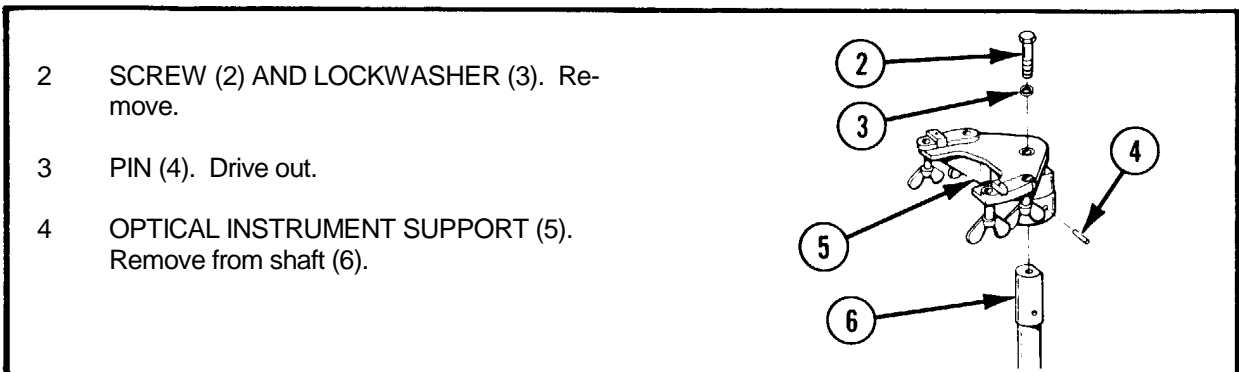 2 SCREW (2) AND LOCKWASHER (3). Re-
move.
3 PIN (4). Drive out.
4 OPTICAL INSTRUMENT SUPPORT (5).
Remove from shaft (6).
2
3
4
5
6